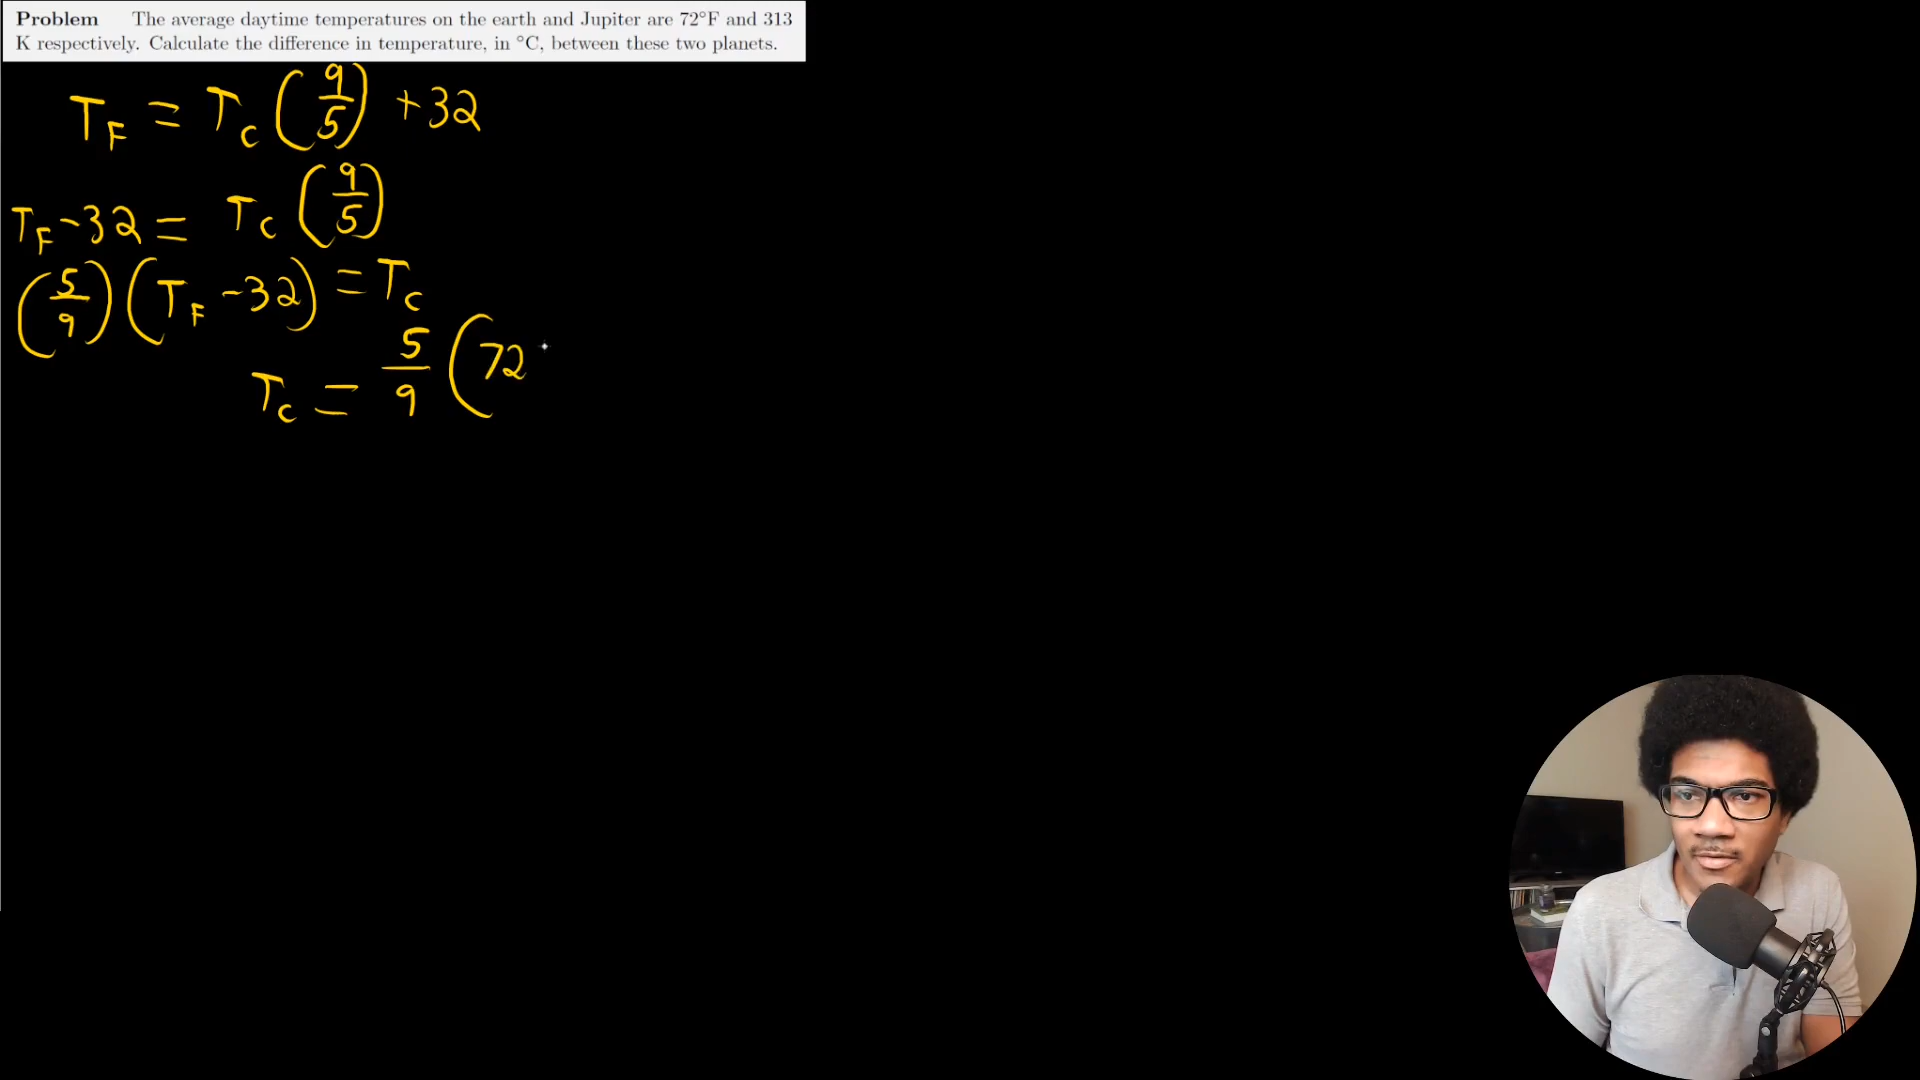 Problem The average daytime temperatures on the earth and Jupiter are 72°F and 313
K respectively. Calculate the difference in temperature, in °C, between these two planets.
T_F = T_C (9/5) + 32
T_F - 32 = T_C (9/5)
(5/9) (T_F - 32) = T_C
T_C = 5/9 (72